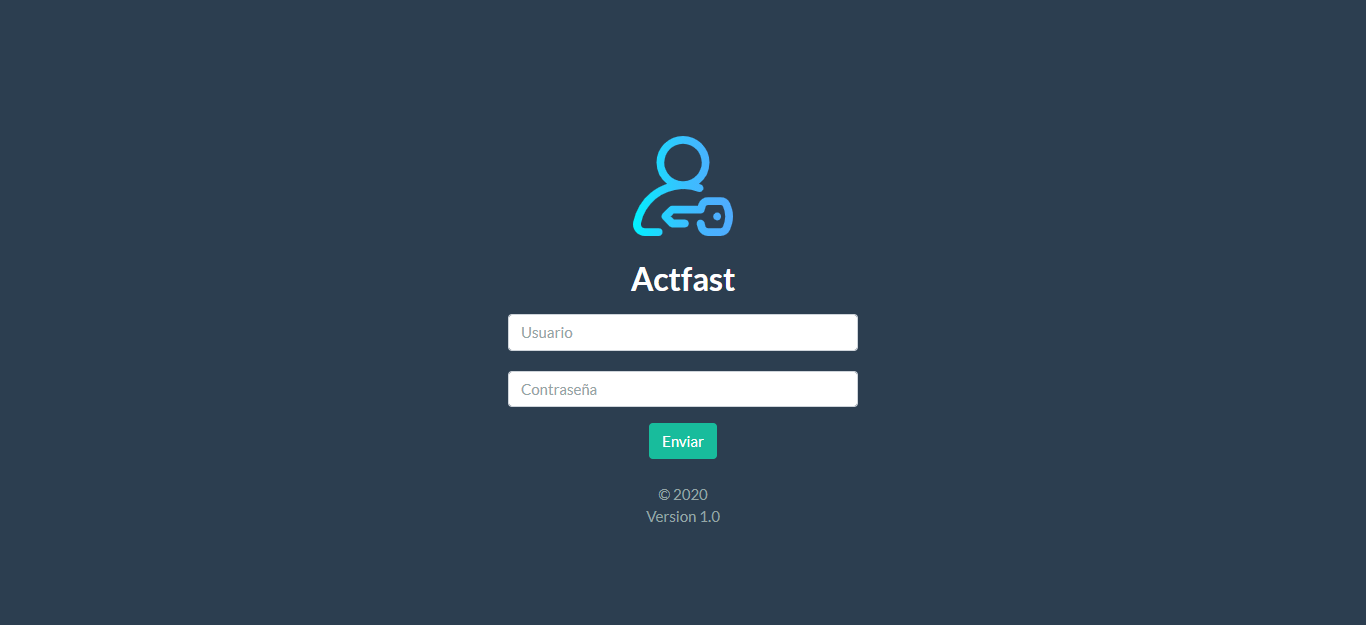 Actfast
Usuario
Contraseña
Enviar
© 2020
Version 1.0